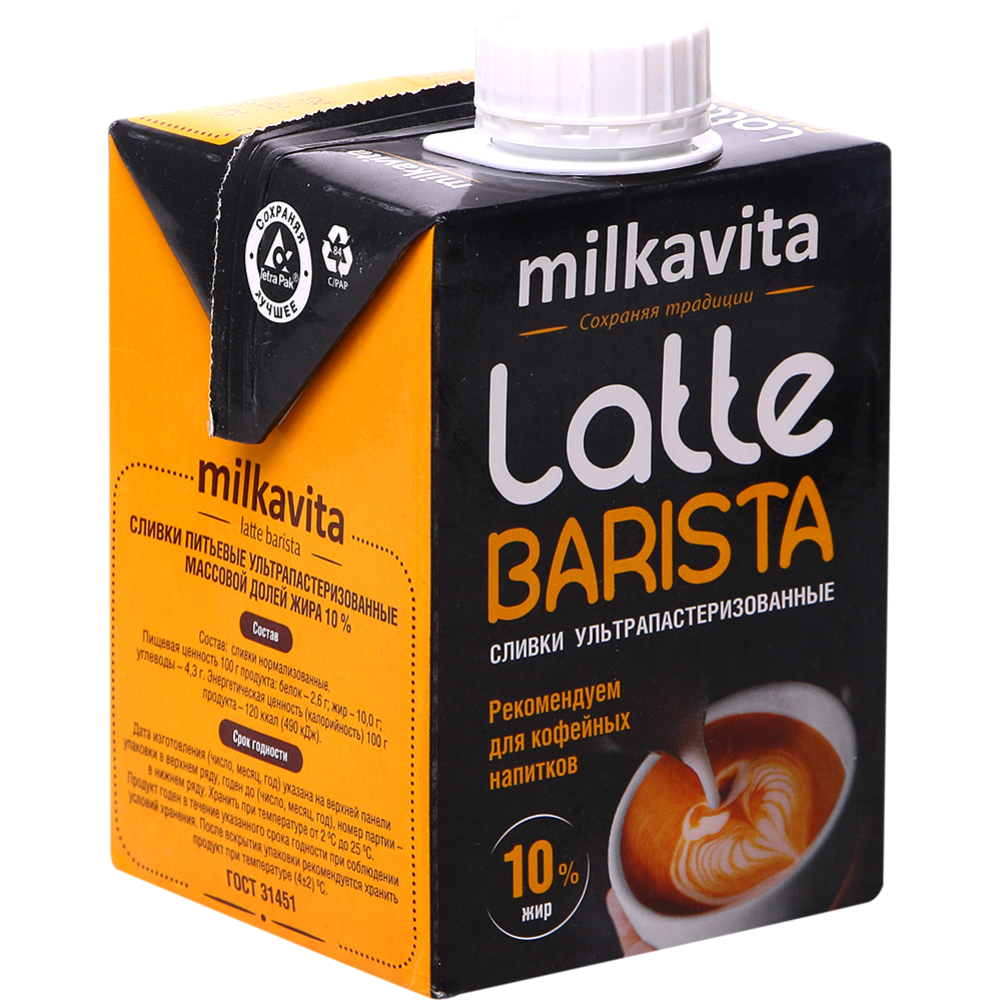 milkavita
Latte
СОХРАНЯЯ
Tetra Pak®
ЛУЧШЕЕ
84
C/PAP
milkavita
Сохраняя традиции
Latte
BARISTA
СЛИВКИ УЛЬТРАПАСТЕРИЗОВАННЫЕ
Рекомендуем
для кофейных
напитков
10%
жир
milkavita
latte barista
СЛИВКИ ПИТЬЕВЫЕ УЛЬТРАПАСТЕРИЗОВАННЫЕ
МАССОВОЙ ДОЛЕЙ ЖИРА 10 %
Состав
Состав: сливки нормализованные.
Пищевая ценность 100 г продукта: белок – 2,6 г; жир – 10,0 г;
углеводы – 4,3 г. Энергетическая ценность (калорийность) 100 г
продукта – 120 ккал (490 кДж).
Срок годности
Дата изготовления (число, месяц, год) указана на верхней панели
упаковки в верхнем ряду, годен до (число, месяц, год), номер партии –
в нижнем ряду. Хранить при температуре от 2 °С до 25 °С.
Продукт годен в течение указанного срока годности при соблюдении
условий хранения. После вскрытия упаковки рекомендуется хранить
продукт при температуре (4±2) °С.
ГОСТ 31451